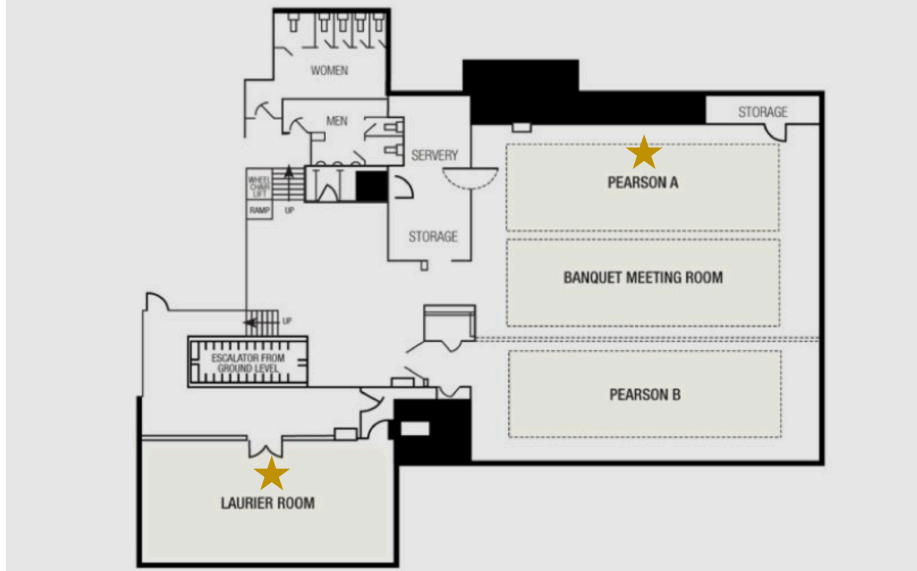 WOMEN
MEN
STORAGE
SERVERY
WHEEL
CHAIR
LIFT
PEARSON A
RAMP
UP
STORAGE
BANQUET MEETING ROOM
UP
ESCALATOR FROM
GROUND LEVEL
PEARSON B
LAURIER ROOM